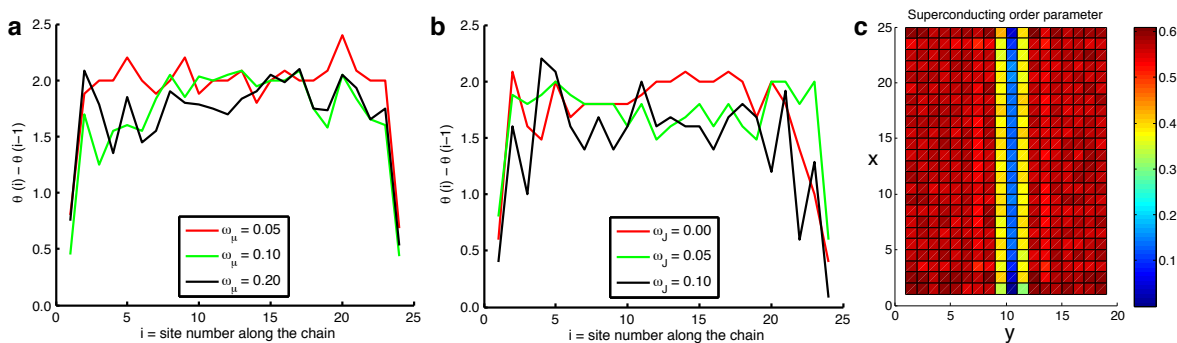 a
2.5
2.0
1.5
1.0
0.5
0.0
θ (i) − θ (i−1)
ω_μ = 0.05
ω_μ = 0.10
ω_μ = 0.20
0 5 10 15 20 25
i = site number along the chain
b
2.5
2.0
1.5
1.0
0.5
0.0
θ (i) − θ (i−1)
ω_J = 0.00
ω_J = 0.05
ω_J = 0.10
0 5 10 15 20 25
i = site number along the chain
c
Superconducting order parameter
25
20
15
10
5
0
x
0 5 10 15 20
y
0.6
0.5
0.4
0.3
0.2
0.1